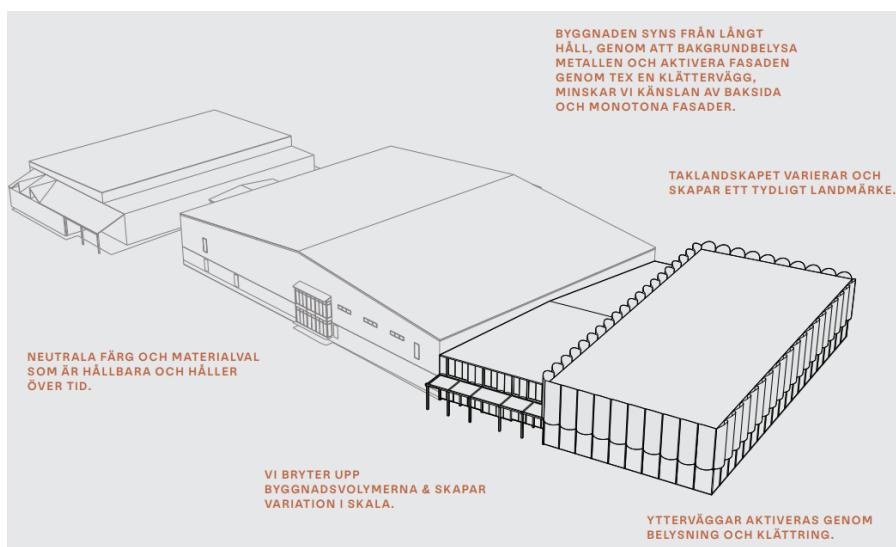 BYGGNADEN SYNS FRÅN LÅNGT
HÅLL, GENOM ATT BAKGRUNDBELYSA
METALLEN OCH AKTIVERA FASADEN
GENOM TEX EN KLÄTTERVÄGG,
MINSKAR VI KÄNSLAN AV BAKSIDA
OCH MONOTONA FASADER.
TAKLANDSKAPET VARIERAR OCH
SKAPAR ETT TYDLIGT LANDMÄRKE.
NEUTRALA FÄRG OCH MATERIALVAL
SOM ÄR HÅLLBARA OCH HÅLLER
ÖVER TID.
VI BRYTER UPP
BYGGNADSVOLYMERNA & SKAPAR
VARIATION I SKALA.
YTTERVÄGGAR AKTIVERAS GENOM
BELYSNING OCH KLÄTTRING.